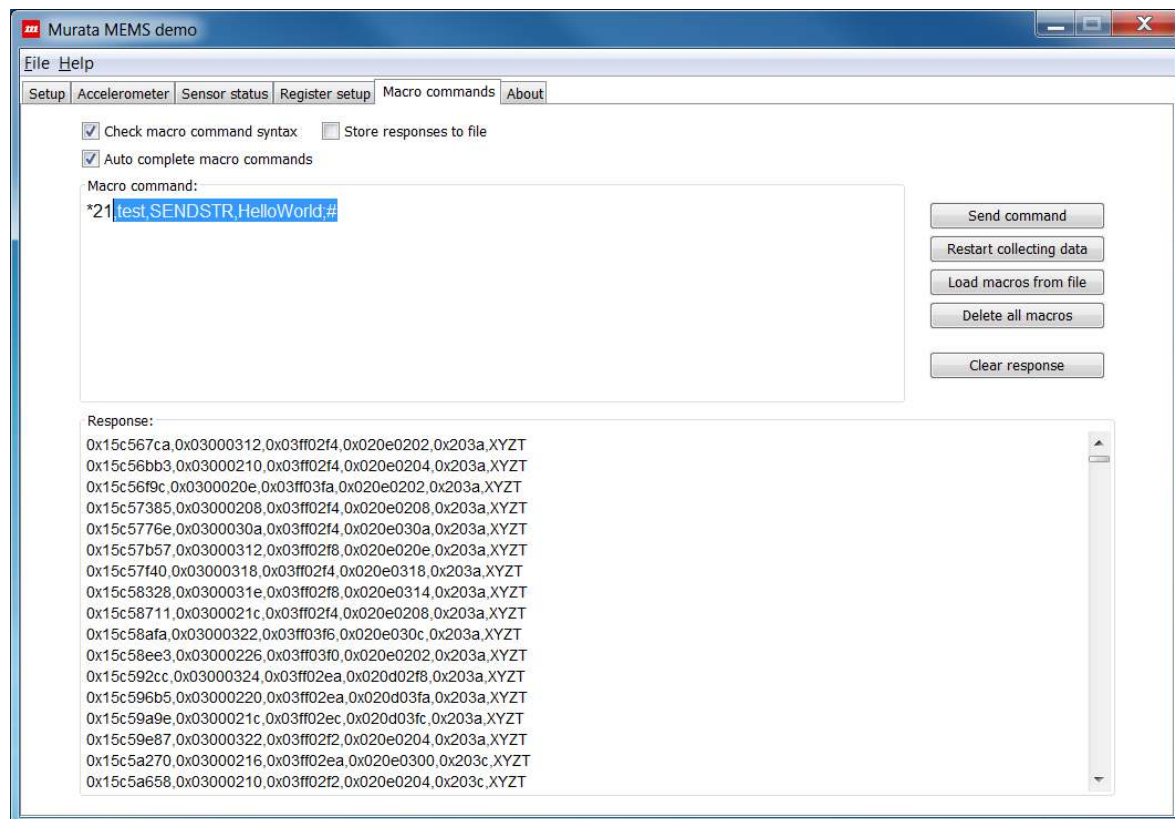 Murata MEMS demo
File Help
Setup Accelerometer Sensor status Register setup Macro commands About
Check macro command syntax Store responses to file
Auto complete macro commands
Macro command:
*21,test,SENDSTR,HelloWorld;#
Send command
Restart collecting data
Load macros from file
Delete all macros
Clear response
Response:
0x15c567ca,0x03000312,0x03ff02f4,0x020e0202,0x203a,XYZT
0x15c56bb3,0x03000210,0x03ff02f4,0x020e0204,0x203a,XYZT
0x15c56f9c,0x0300020e,0x03ff03fa,0x020e0202,0x203a,XYZT
0x15c57385,0x03000208,0x03ff02f4,0x020e0208,0x203a,XYZT
0x15c5776e,0x0300030a,0x03ff02f4,0x020e030a,0x203a,XYZT
0x15c57b57,0x03000312,0x03ff02f8,0x020e020e,0x203a,XYZT
0x15c57f40,0x03000318,0x03ff02f4,0x020e0318,0x203a,XYZT
0x15c58328,0x0300031e,0x03ff02f8,0x020e0314,0x203a,XYZT
0x15c58711,0x0300021c,0x03ff02f4,0x020e0208,0x203a,XYZT
0x15c58afa,0x03000322,0x03ff03f6,0x020e030c,0x203a,XYZT
0x15c58ee3,0x03000226,0x03ff03f0,0x020e0202,0x203a,XYZT
0x15c592cc,0x03000324,0x03ff02ea,0x020d02f8,0x203a,XYZT
0x15c596b5,0x03000220,0x03ff02ea,0x020d03fa,0x203a,XYZT
0x15c59a9e,0x0300021c,0x03ff02ec,0x020d03fc,0x203a,XYZT
0x15c59e87,0x03000322,0x03ff02f2,0x020e0204,0x203a,XYZT
0x15c5a270,0x03000216,0x03ff02ea,0x020e0300,0x203c,XYZT
0x15c5a658,0x03000210,0x03ff02f2,0x020e0204,0x203c,XYZT